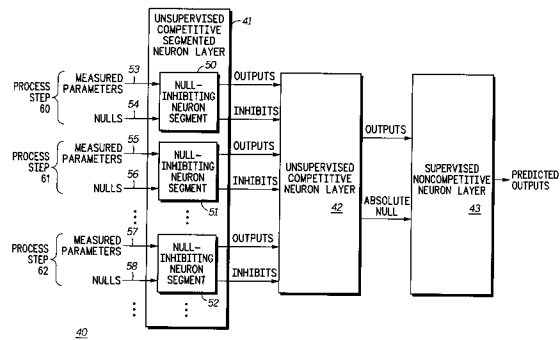 UNSUPERVISED
COMPETITIVE
SEGMENTED
NEURON LAYER
41
PROCESS
STEP
60
MEASURED
PARAMETERS
53
NULLS
54
50
NULL-
INHIBITING
NEURON
SEGMENT
OUTPUTS
INHIBITS
PROCESS
STEP
61
MEASURED
PARAMETERS
55
NULLS
56
NULL-
INHIBITING
NEURON
SEGMENT
51
OUTPUTS
INHIBITS
PROCESS
STEP
62
MEASURED
PARAMETERS
57
NULLS
58
NULL-
INHIBITING
NEURON
SEGMENT
52
OUTPUTS
INHIBITS
UNSUPERVISED
COMPETITIVE
NEURON LAYER
42
OUTPUTS
ABSOLUTE
NULL
SUPERVISED
NONCOMPETITIVE
NEURON LAYER
43
PREDICTED
OUTPUTS
40